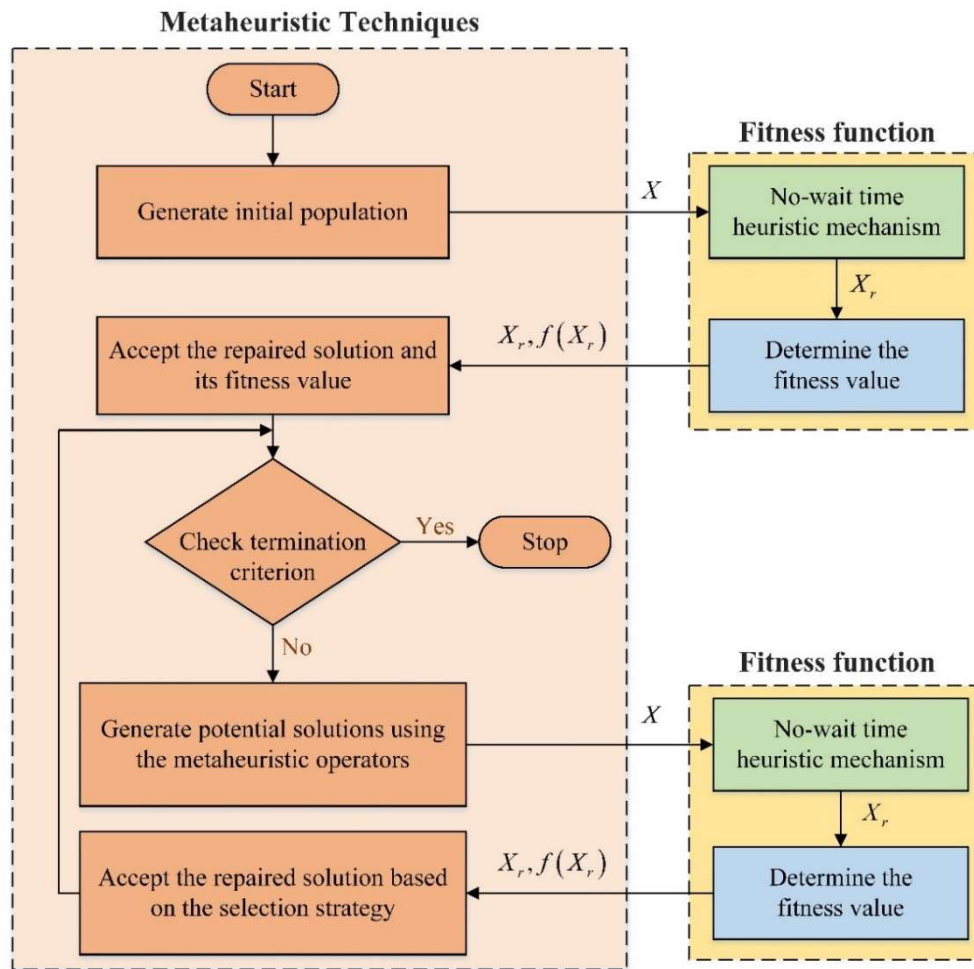 Metaheuristic Techniques
Start
Fitness function
Generate initial population
X
No-wait time
heuristic mechanism
X_r
Accept the repaired solution and
its fitness value
X_r, f(X_r)
Determine the
fitness value
Check termination
criterion
Yes
Stop
No
Fitness function
Generate potential solutions using
the metaheuristic operators
X
No-wait time
heuristic mechanism
X_r
Accept the repaired solution based
on the selection strategy
X_r, f(X_r)
Determine the
fitness value